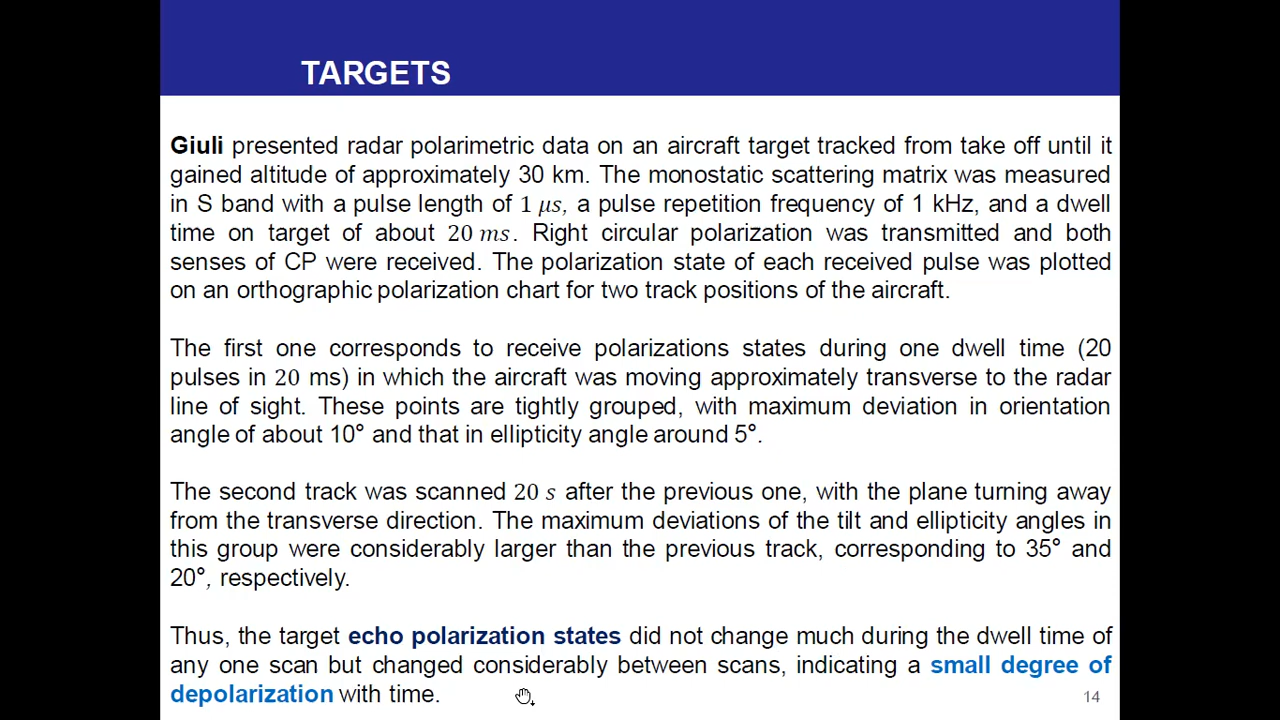 TARGETS
Giuli presented radar polarimetric data on an aircraft target tracked from take off until it
gained altitude of approximately 30 km. The monostatic scattering matrix was measured
in S band with a pulse length of 1 μs, a pulse repetition frequency of 1 kHz, and a dwell
time on target of about 20 ms. Right circular polarization was transmitted and both
senses of CP were received. The polarization state of each received pulse was plotted
on an orthographic polarization chart for two track positions of the aircraft.
The first one corresponds to receive polarizations states during one dwell time (20
pulses in 20 ms) in which the aircraft was moving approximately transverse to the radar
line of sight. These points are tightly grouped, with maximum deviation in orientation
angle of about 10° and that in ellipticity angle around 5°.
The second track was scanned 20 s after the previous one, with the plane turning away
from the transverse direction. The maximum deviations of the tilt and ellipticity angles in
this group were considerably larger than the previous track, corresponding to 35° and
20°, respectively.
Thus, the target echo polarization states did not change much during the dwell time of
any one scan but changed considerably between scans, indicating a small degree of
depolarization with time.
14